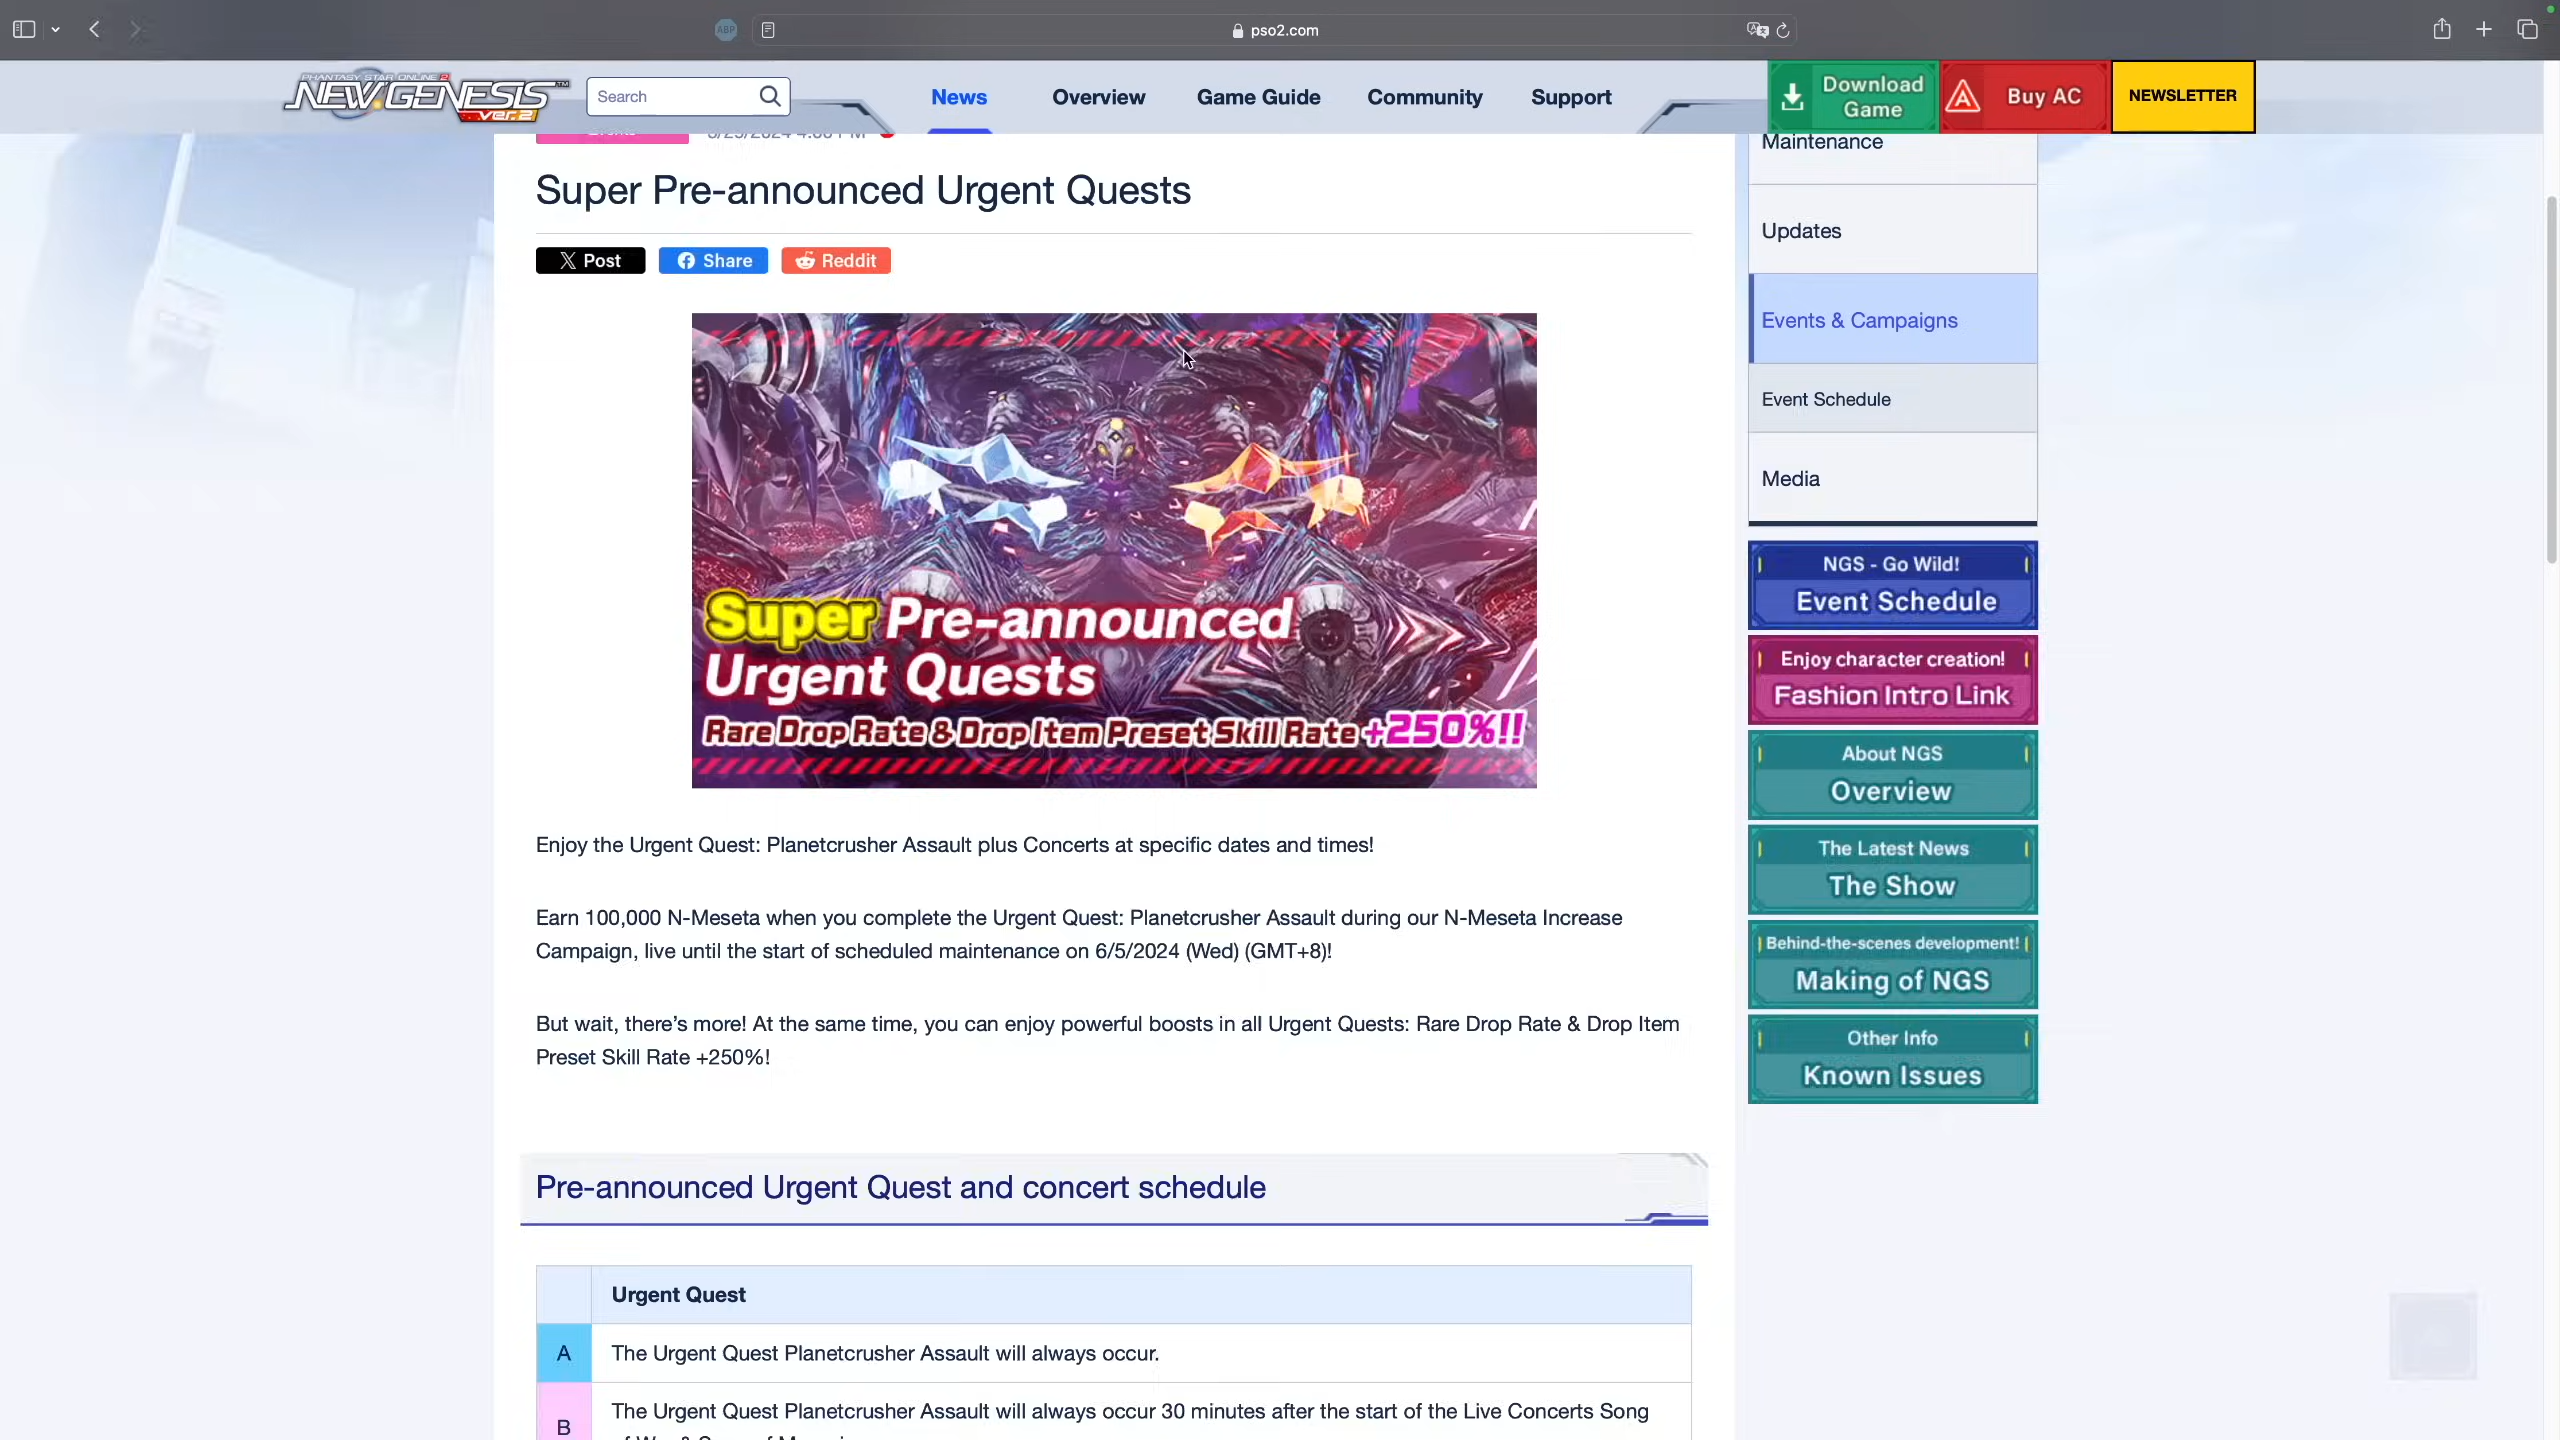 ABP
pso2.com
PHANTASY STAR ONLINE 2
NEW GENESIS™
ver.2
Search
News
Overview
Game Guide
Community
Support
Download
Game
Buy AC
NEWSLETTER
Super Pre-announced Urgent Quests
Post
Share
Reddit
Super Pre-announced
Urgent Quests
Rare Drop Rate & Drop Item Preset Skill Rate +250%!!
Enjoy the Urgent Quest: Planetcrusher Assault plus Concerts at specific dates and times!
Earn 100,000 N-Meseta when you complete the Urgent Quest: Planetcrusher Assault during our N-Meseta Increase
Campaign, live until the start of scheduled maintenance on 6/5/2024 (Wed) (GMT+8)!
But wait, there's more! At the same time, you can enjoy powerful boosts in all Urgent Quests: Rare Drop Rate & Drop Item
Preset Skill Rate +250%!
Pre-announced Urgent Quest and concert schedule
Urgent Quest
A
The Urgent Quest Planetcrusher Assault will always occur.
B
The Urgent Quest Planetcrusher Assault will always occur 30 minutes after the start of the Live Concerts Song
Maintenance
Updates
Events & Campaigns
Event Schedule
Media
NGS - Go Wild!
Event Schedule
Enjoy character creation!
Fashion Intro Link
About NGS
Overview
The Latest News
The Show
Behind-the-scenes development!
Making of NGS
Other Info
Known Issues